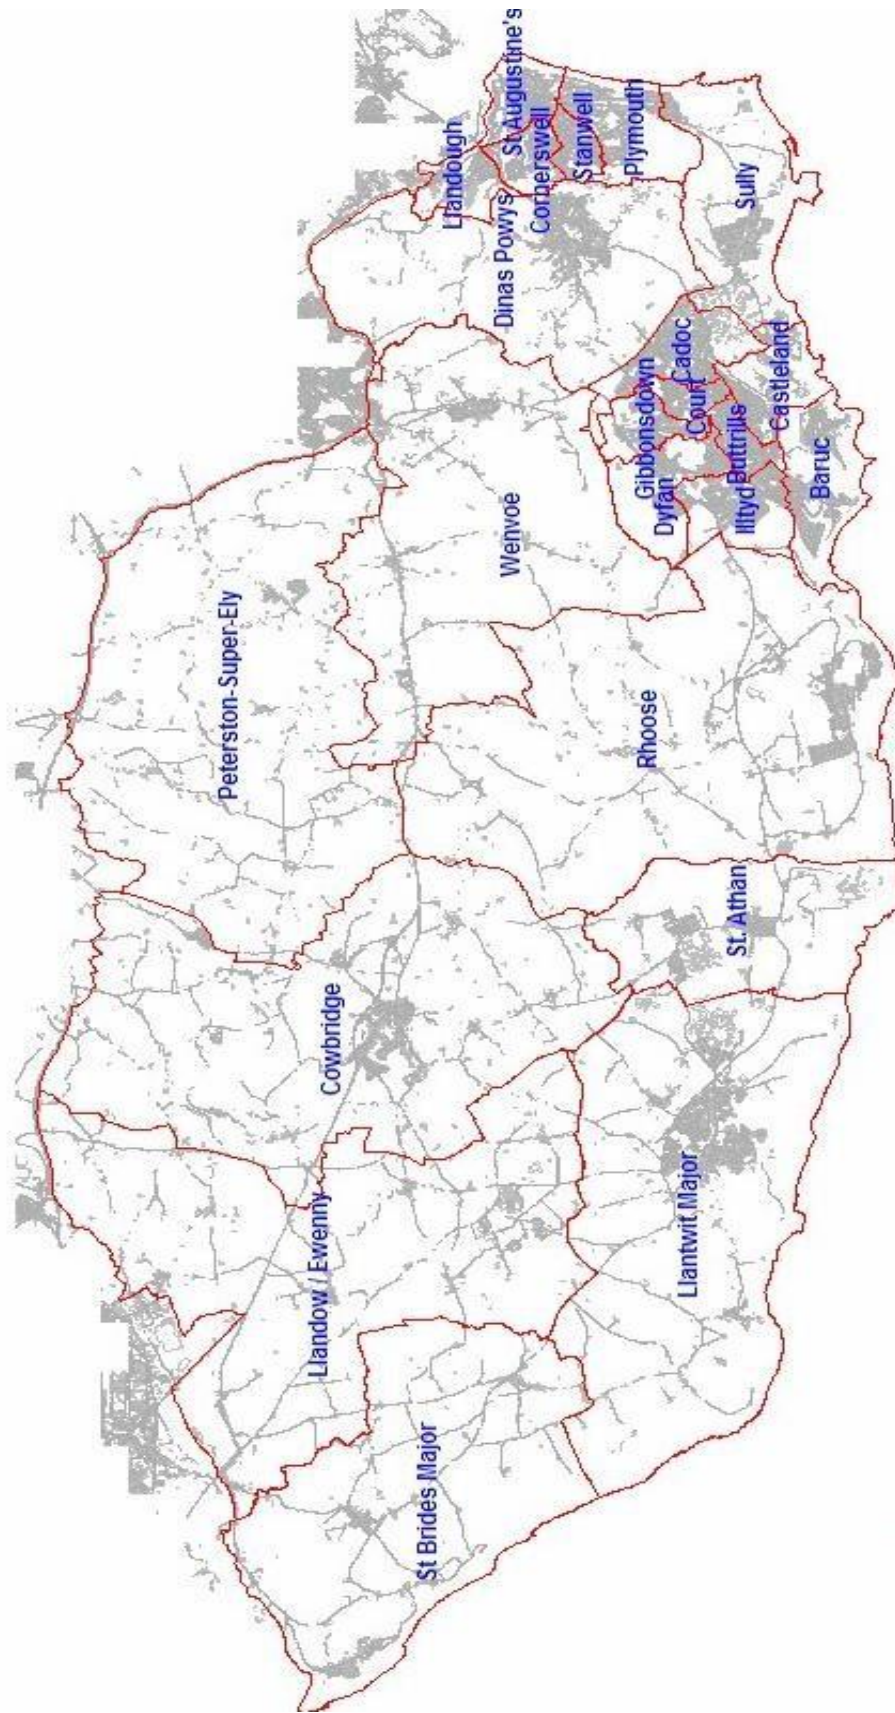 Peterston-Super-Ely
Llandow / Ewenny
Cowbridge
St Brides Major
Llandough
Dinas Powys
St Augustine's
Wenvoe
Corberswell
Stanwell
Plymouth
Gibbonsdown
Rhoose
Dyfan
Cadoc
Llantwit Major
Court
Buttrills
St. Athan
Illtyd
Sully
Castleland
Baruc